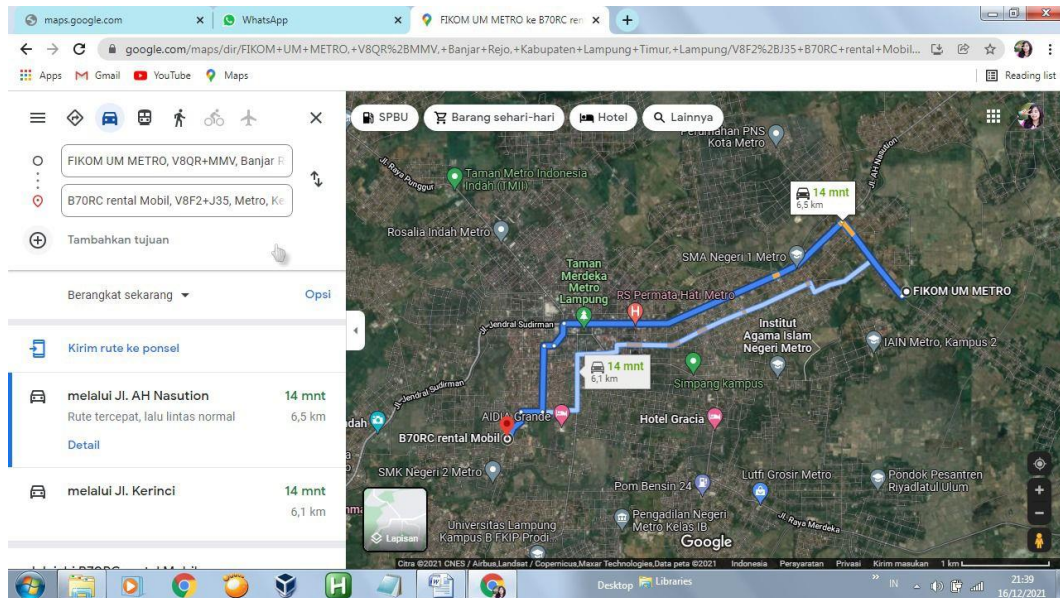 maps.google.com
WhatsApp
FIKOM UM METRO ke B70RC ren
google.com/maps/dir/FIKOM+UM+METRO,+V8QR%2BMMV,+Banjar+Rejo,+Kabupaten+Lampung+Timur,+Lampung/V8F2%2BJ35+B70RC+rental+Mobil...
Apps Gmail YouTube Maps Reading list
FIKOM UM METRO, V8QR+MMV, Banjar R
B70RC rental Mobil, V8F2+J35, Metro, Ke
Tambahkan tujuan
Berangkat sekarang Opsi
Kirim rute ke ponsel
melalui Jl. AH Nasution 14 mnt
Rute tercepat, lalu lintas normal 6,5 km
Detail
melalui Jl. Kerinci 14 mnt
6,1 km
SPBU Barang sehari-hari Hotel Lainnya
Perumahan PNS
Kota Metro
Jl. Raya Punggur
Taman Metro Indonesia
Indah (TMII)
Jl. AH Nasution
14 mnt
6,5 km
Rosalia Indah Metro
SMA Negeri 1 Metro
Taman
Merdeka
Metro
Lampung
RS Permata Hati Metro
FIKOM UM METRO
Jl. Jendral Sudirman
Institut
Agama Islam
Negeri Metro
IAIN Metro, Kampus 2
14 mnt
6,1 km
Simpang kampus
Jl. Jendral Sudirman
dah
AIDIA Grande
Hotel Gracia
B70RC rental Mobil
SMK Negeri 2 Metro
Lutfi Grosir Metro
Pondok Pesantren
Riyadlatul Ulum
Pom Bensin 24
Pengadilan Negeri
Metro Kelas IB
Jl. Raya Merdeka
Universitas Lampung
Kampus B FKIP Prodi
Lapisan
Google
Citra ©2021 CNES / Airbus,Landsat / Copernicus,Maxar Technologies,Data peta ©2021 Indonesia Persyaratan Privasi Kirim masukan 1 km
Desktop Libraries IN 21:39
16/12/2021